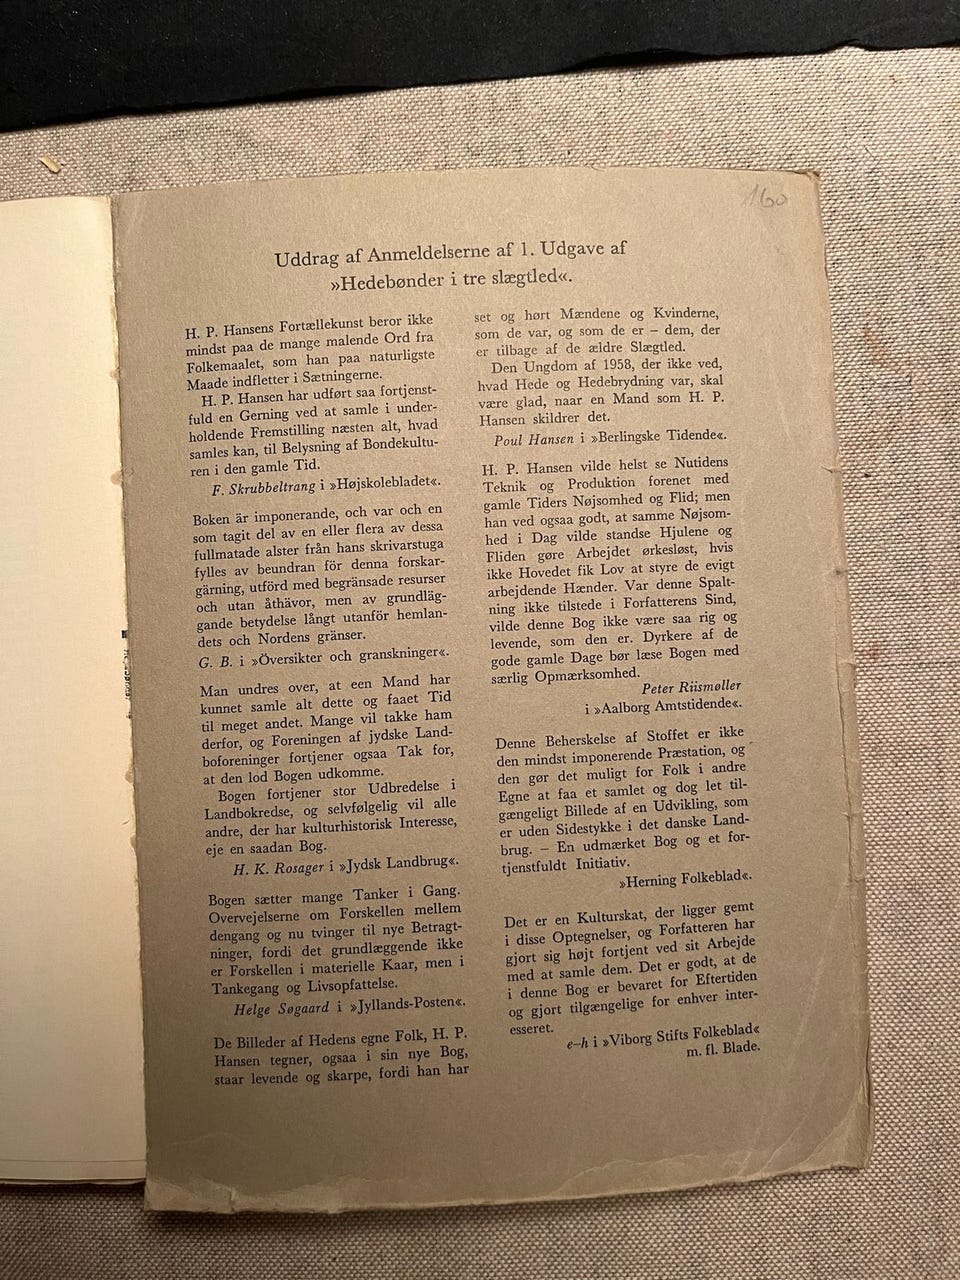 160
Uddrag af Anmeldelserne af 1. Udgave af
»Hedebønder i tre slægtled«.
H. P. Hansens Fortællekunst beror ikke
mindst paa de mange malende Ord fra
Folkemaalet, som han paa naturligste
Maade indfletter i Sætningerne.
H. P. Hansen har udført saa fortjenst-
fuld en Gerning ved at samle i under-
holdende Fremstilling næsten alt, hvad
samles kan, til Belysning af Bondekultu-
ren i den gamle Tid.
F. Skrubbeltrang i »Højskolebladet«.
Boken är imponerande, och var och en
som tagit del av en eller flera av dessa
fullmatade alster från hans skrivarstuga
fylles av beundran för denna forskar-
gärning, utförd med begränsade resurser
och utan åthävor, men av grundläg-
gande betydelse långt utanför hemlan-
dets och Nordens gränser.
G. B. i »Översikter och granskninger«.
Man undres over, at een Mand har
kunnet samle alt dette og faaet Tid
til meget andet. Mange vil takke ham
derfor, og Foreningen af jydske Land-
boforeninger fortjener ogsaa Tak for,
at den lod Bogen udkomme.
Bogen fortjener stor Udbredelse i
Landbokredse, og selvfølgelig vil alle
andre, der har kulturhistorisk Interesse,
eje en saadan Bog.
H. K. Rosager i »Jydsk Landbrug«.
Bogen sætter mange Tanker i Gang.
Overvejelserne om Forskellen mellem
dengang og nu tvinger til nye Betragt-
ninger, fordi det grundlæggende ikke
er Forskellen i materielle Kaar, men i
Tankegang og Livsopfattelse.
Helge Søgaard i »Jyllands-Posten«.
De Billeder af Hedens egne Folk, H. P.
Hansen tegner, ogsaa i sin nye Bog,
staar levende og skarpe, fordi han har
set og hørt Mændene og Kvinderne,
som de var, og som de er – dem, der
er tilbage af de ældre Slægtled.
Den Ungdom af 1958, der ikke ved,
hvad Hede og Hedebrydning var, skal
være glad, naar en Mand som H. P.
Hansen skildrer det.
Poul Hansen i »Berlingske Tidende«.
H. P. Hansen vilde helst se Nutidens
Teknik og Produktion forenet med
gamle Tiders Nøjsomhed og Flid; men
han ved ogsaa godt, at samme Nøjsom-
hed i Dag vilde standse Hjulene og
Fliden gøre Arbejdet ørkesløst, hvis
ikke Hovedet fik Lov at styre de evigt
arbejdende Hænder. Var denne Spalt-
ning ikke tilstede i Forfatterens Sind,
vilde denne Bog ikke være saa rig og
levende, som den er. Dyrkere af de
gode gamle Dage bør læse Bogen med
særlig Opmærksomhed.
Peter Riismøller
i »Aalborg Amtstidende«.
Denne Beherskelse af Stoffet er ikke
den mindst imponerende Præstation, og
den gør det muligt for Folk i andre
Egne at faa et samlet og dog let til-
gængeligt Billede af en Udvikling, som
er uden Sidestykke i det danske Land-
brug. – En udmærket Bog og et for-
tjenstfuldt Initiativ.
»Herning Folkeblad«.
Det er en Kulturskat, der ligger gemt
i disse Optegnelser, og Forfatteren har
gjort sig højt fortjent ved sit Arbejde
med at samle dem. Det er godt, at de
i denne Bog er bevaret for Eftertiden
og gjort tilgængelige for enhver inter-
esseret.
e–h i »Viborg Stifts Folkeblad«
m. fl. Blade.